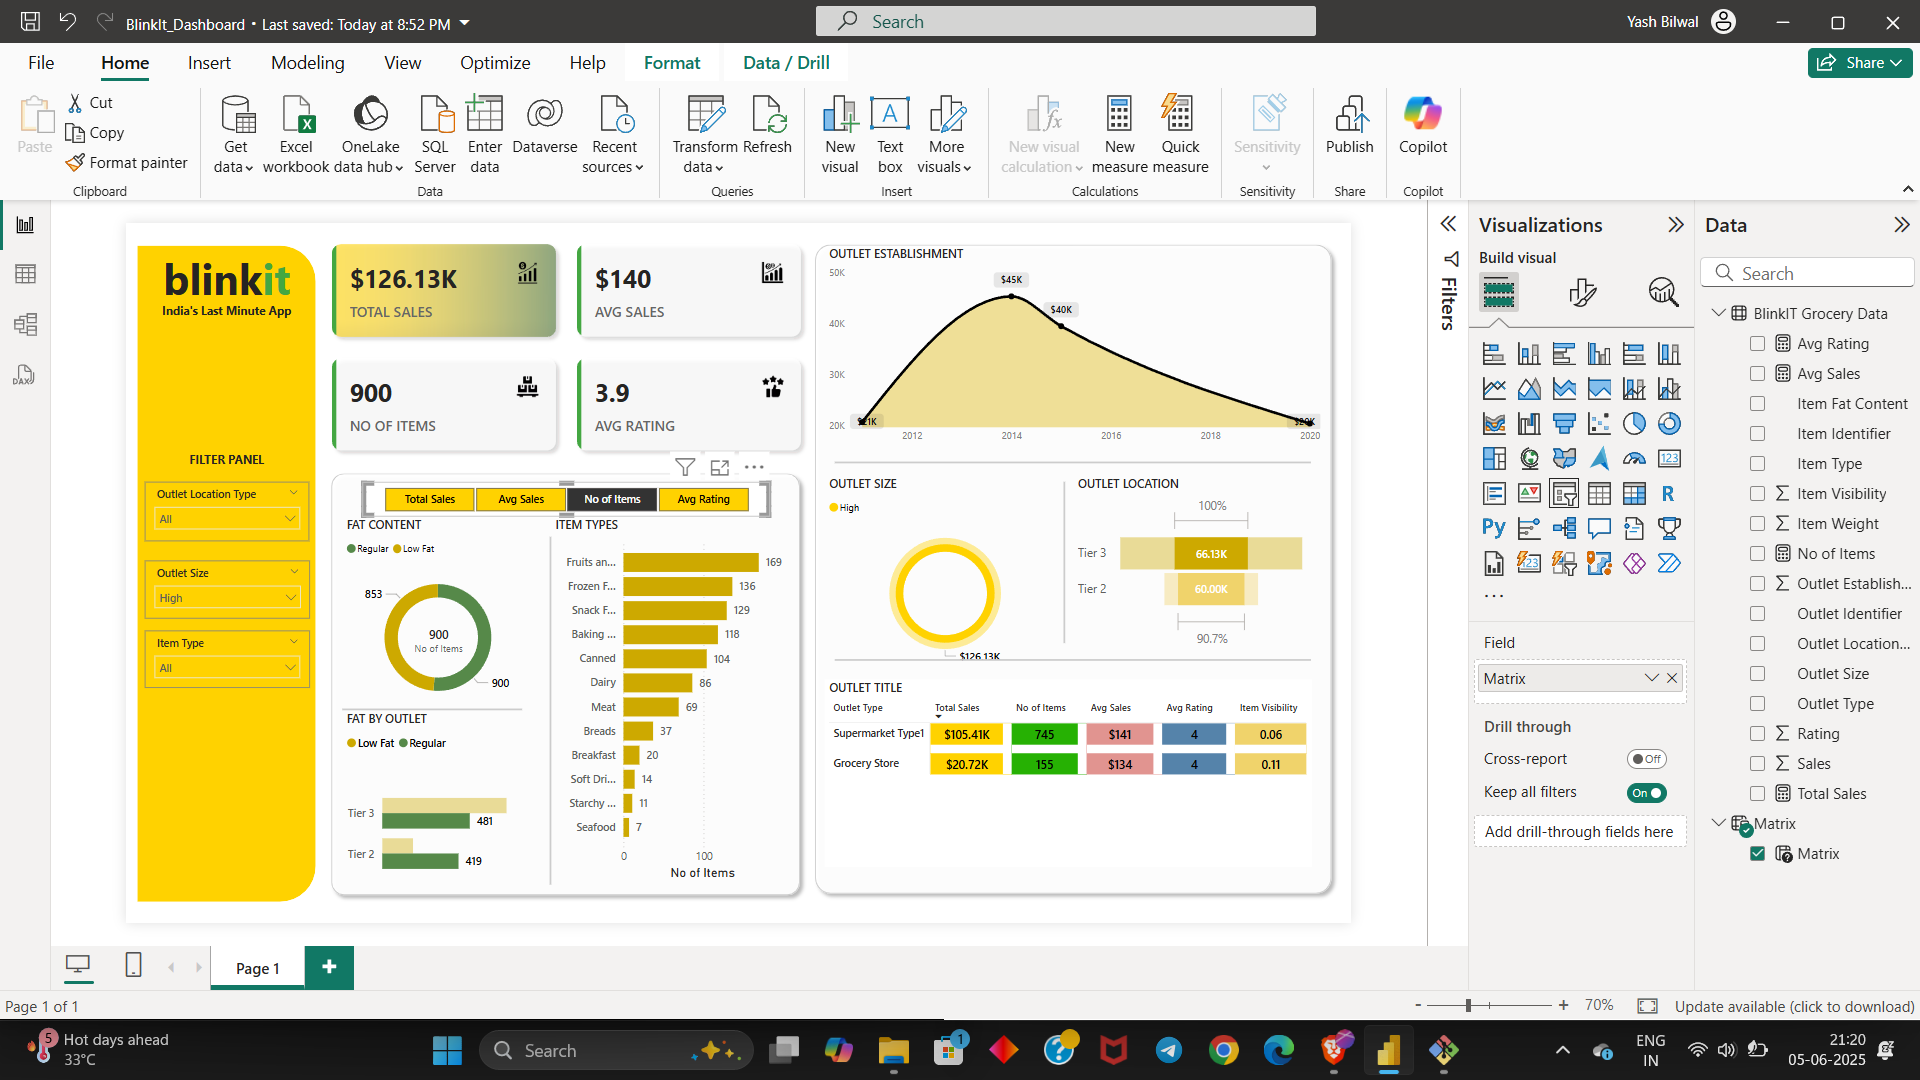 BlinkIt_Dashboard • Last saved: Today at 8:52 PM
Search
Yash Bilwal
File
Home
Insert
Modeling
View
Optimize
Help
Format
Data / Drill
Share
Paste
Cut
Copy
Format painter
Clipboard
Get data
Excel workbook
OneLake data hub
SQL Server
Enter data
Dataverse
Recent sources
Data
Transform data
Refresh
Queries
New visual
Text box
More visuals
Insert
New visual calculation
New measure
Quick measure
Calculations
Sensitivity
Sensitivity
Publish
Share
Copilot
Copilot
blinkit
India's Last Minute App
FILTER PANEL
Outlet Location Type
All
Outlet Size
High
Item Type
All
$126.13K
TOTAL SALES
$140
AVG SALES
900
NO OF ITEMS
3.9
AVG RATING
Total Sales
Avg Sales
No of Items
Avg Rating
FAT CONTENT
Regular
Low Fat
853
900
No of Items
900
FAT BY OUTLET
Low Fat
Regular
Tier 3
481
Tier 2
419
ITEM TYPES
Fruits an...
169
Frozen F...
136
Snack F...
129
Baking ...
118
Canned
104
Dairy
86
Meat
69
Breads
37
Breakfast
20
Soft Dri...
14
Starchy ...
11
Seafood
7
0
100
No of Items
OUTLET ESTABLISHMENT
50K
40K
30K
20K
$45K
$40K
2012
2014
2016
2018
2020
OUTLET SIZE
High
$126.13K
OUTLET LOCATION
100%
Tier 3
66.13K
Tier 2
60.00K
90.7%
OUTLET TITLE
Outlet Type Total Sales No of Items Avg Sales Avg Rating Item Visibility
Supermarket Type1 $105.41K 745 $141 4 0.06
Grocery Store $20.72K 155 $134 4 0.11
Filters
Visualizations
Build visual
Field
Matrix
Drill through
Cross-report
Off
Keep all filters
On
Add drill-through fields here
Data
Search
BlinkIT Grocery Data
Avg Rating
Avg Sales
Item Fat Content
Item Identifier
Item Type
Item Visibility
Item Weight
No of Items
Outlet Establish...
Outlet Identifier
Outlet Location...
Outlet Size
Outlet Type
Rating
Sales
Total Sales
Matrix
Matrix
R
Py
123
DAX
Page 1
Page 1 of 1
70%
Update available (click to download)
5
Hot days ahead
33°C
Search
1
ENG
IN
21:20
05-06-2025